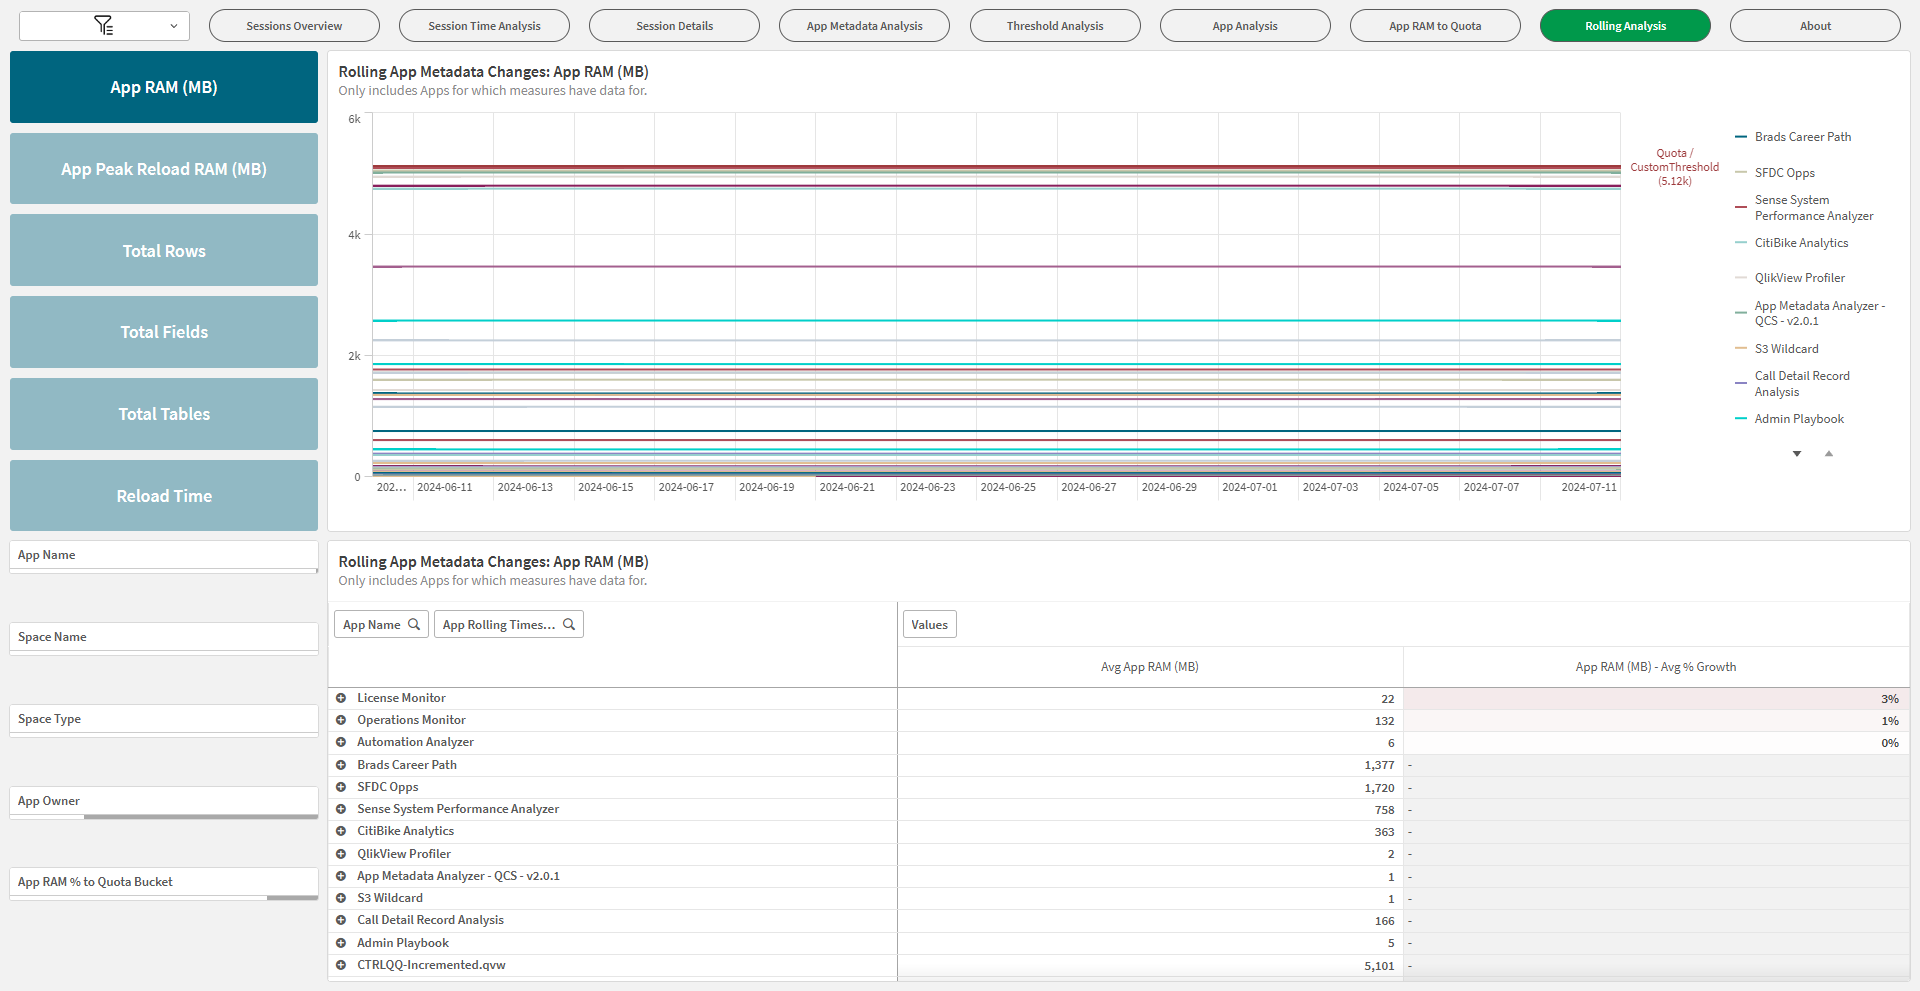 Sessions Overview
Session Time Analysis
Session Details
App Metadata Analysis
Threshold Analysis
App Analysis
App RAM to Quota
Rolling Analysis
About
App RAM (MB)
App Peak Reload RAM (MB)
Total Rows
Total Fields
Total Tables
Reload Time
App Name
Space Name
Space Type
App Owner
App RAM % to Quota Bucket
Rolling App Metadata Changes: App RAM (MB)
Only includes Apps for which measures have data for.
6k
4k
2k
0
202...
2024-06-11
2024-06-13
2024-06-15
2024-06-17
2024-06-19
2024-06-21
2024-06-23
2024-06-25
2024-06-27
2024-06-29
2024-07-01
2024-07-03
2024-07-05
2024-07-07
2024-07-11
Quota /
CustomThreshold
(5.12k)
Brads Career Path
SFDC Opps
Sense System
Performance Analyzer
CitiBike Analytics
QlikView Profiler
App Metadata Analyzer -
QCS - v2.0.1
S3 Wildcard
Call Detail Record
Analysis
Admin Playbook
Rolling App Metadata Changes: App RAM (MB)
Only includes Apps for which measures have data for.
App Name
App Rolling Times...
Values
Avg App RAM (MB)
App RAM (MB) - Avg % Growth
License Monitor 22 3%
Operations Monitor 132 1%
Automation Analyzer 6 0%
Brads Career Path 1,377 -
SFDC Opps 1,720 -
Sense System Performance Analyzer 758 -
CitiBike Analytics 363 -
QlikView Profiler 2 -
App Metadata Analyzer - QCS - v2.0.1 1 -
S3 Wildcard 1 -
Call Detail Record Analysis 166 -
Admin Playbook 5 -
CTRLQQ-Incremented.qvw 5,101 -